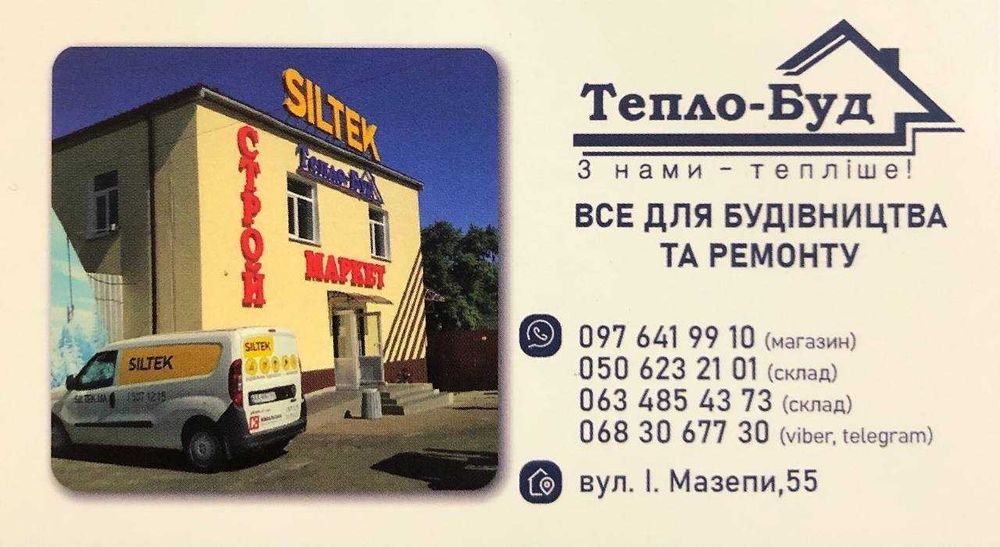 SILTEK
Тепло-Буд
СТРОЙ
МАРКЕТ
SILTEK
SILTEK
Тепло-Буд
З нами - тепліше!
ВСЕ ДЛЯ БУДІВНИЦТВА
ТА РЕМОНТУ
097 641 99 10 (магазин)
050 623 21 01 (склад)
063 485 43 73 (склад)
068 30 677 30 (viber, telegram)
вул. І. Мазепи,55